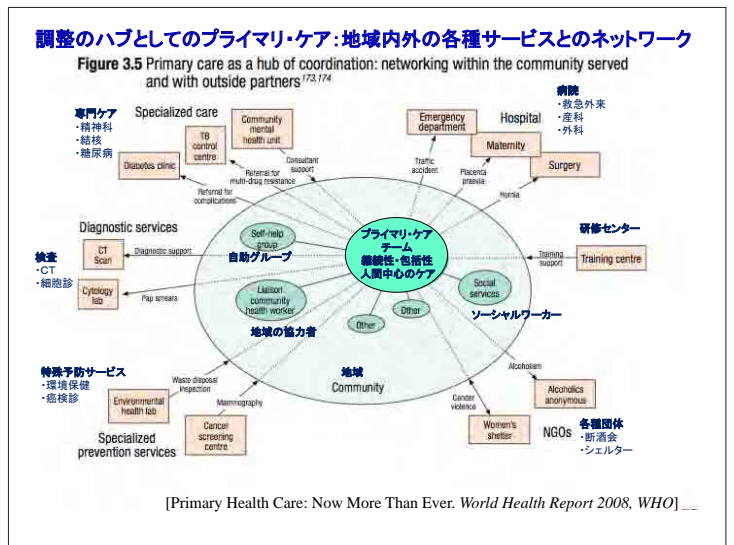 調整のハブとしてのプライマリ・ケア：地域内外の各種サービスとのネットワーク
Figure 3.5 Primary care as a hub of coordination: networking within the community served
and with outside partners173,174
専門ケア
・精神科
・結核
・糖尿病
Specialized care
Community
mental
health unit
TB
control
centre
Diabetes clinic
Consultant
support
Referral for
multi-drug resistance
Referral for
complications
病院
・救急外来
・産科
・外科
Hospital
Emergency
department
Maternity
Surgery
Traffic
accident
Placenta
praevia
Hernia
Diagnostic services
検査
・CT
・細胞診
CT
Scan
Cytology
lab
Diagnostic support
Pap smears
Self-help
group
自助グループ
プライマリ・ケア
チーム
継続性・包括性
人間中心のケア
研修センター
Training
support
Training centre
Liaison
community
health worker
地域の協力者
Other
Other
Social
services
ソーシャルワーカー
地域
Community
特殊予防サービス
・環境保健
・癌検診
Waste disposal
inspection
Environmental
health lab
Mammography
Cancer
screening
centre
Specialized
prevention services
Alcoholism
Alcoholics
anonymous
Gender
violence
Women's
shelter
NGOs
各種団体
・断酒会
・シェルター
[Primary Health Care: Now More Than Ever. World Health Report 2008, WHO]